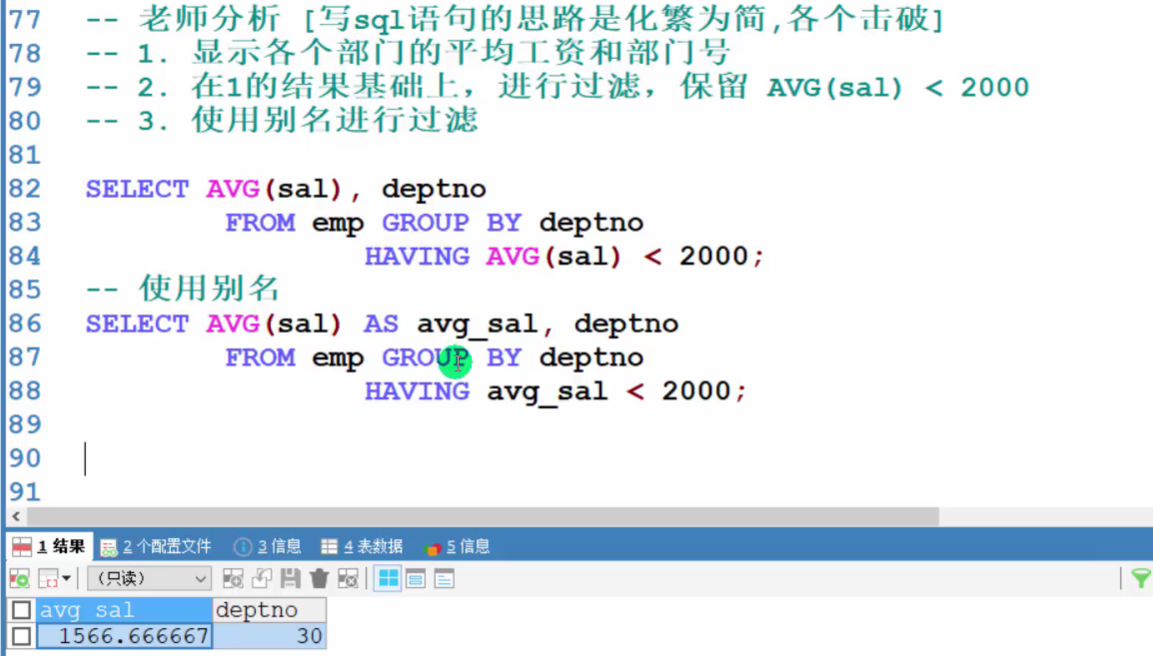 77 -- 老师分析 [写sql语句的思路是化繁为简,各个击破]
78 -- 1. 显示各个部门的平均工资和部门号
79 -- 2. 在1的结果基础上，进行过滤，保留 AVG(sal) < 2000
80 -- 3. 使用别名进行过滤
81
82 SELECT AVG(sal), deptno
83 FROM emp GROUP BY deptno
84 HAVING AVG(sal) < 2000;
85 -- 使用别名
86 SELECT AVG(sal) AS avg_sal, deptno
87 FROM emp GROUP BY deptno
88 HAVING avg_sal < 2000;
89
90
91
1 结果 2 个配置文件 3 信息 4 表数据 5 信息
(只读)
avg_sal deptno
1566.666667 30